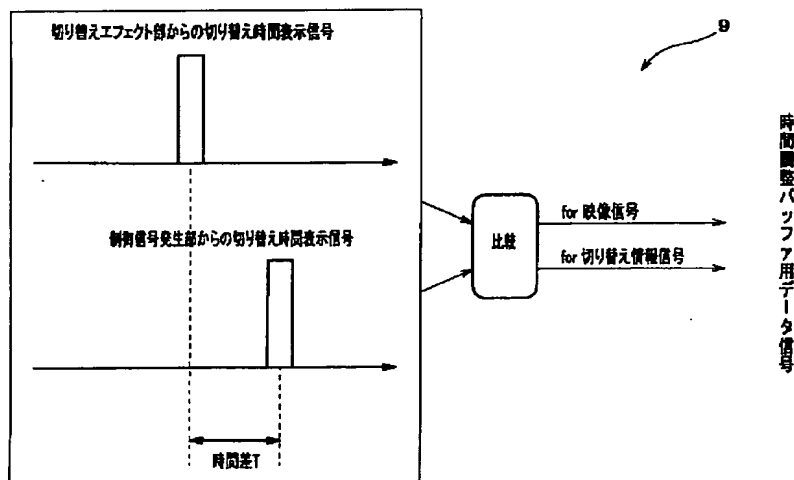 切り替えエフェクト部からの切り替え時間表示信号
9
制御信号発生部からの切り替え時間表示信号
比較
for 映像信号
for 切り替え情報信号
時間差T
時間調整バッファ用データ信号